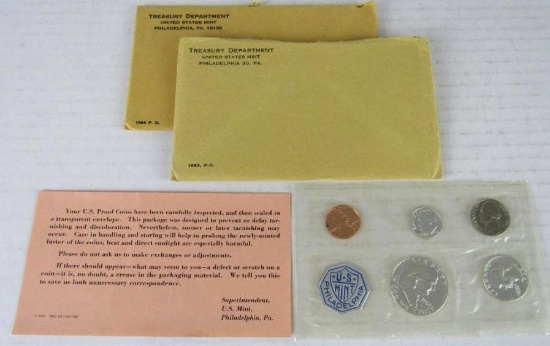 TREASURY DEPARTMENT
UNITED STATES MINT
PHILADELPHIA, PA. 19130
1964 P. C.
TREASURY DEPARTMENT
UNITED STATES MINT
PHILADELPHIA 30, PA.
1963, P.C.
Your U.S. Proof Coins have been carefully inspected, and then sealed in
a transparent envelope. This package was designed to prevent or delay tar-
nishing and discoloration. Nevertheless, sooner or later tarnishing may
occur. Care in handling and storing will help to prolong the newly-minted
luster of the coins; heat and direct sunlight are especially harmful.
Please do not ask us to make exchanges or adjustments.
If there should appear—what may seem to you—a defect or scratch on a
coin—it is, no doubt, a crease in the packaging material. We tell you this
to save us both unnecessary correspondence.
Superintendent,
U.S. Mint,
Philadelphia, Pa.
U.S.
MINT
PHILADELPHIA